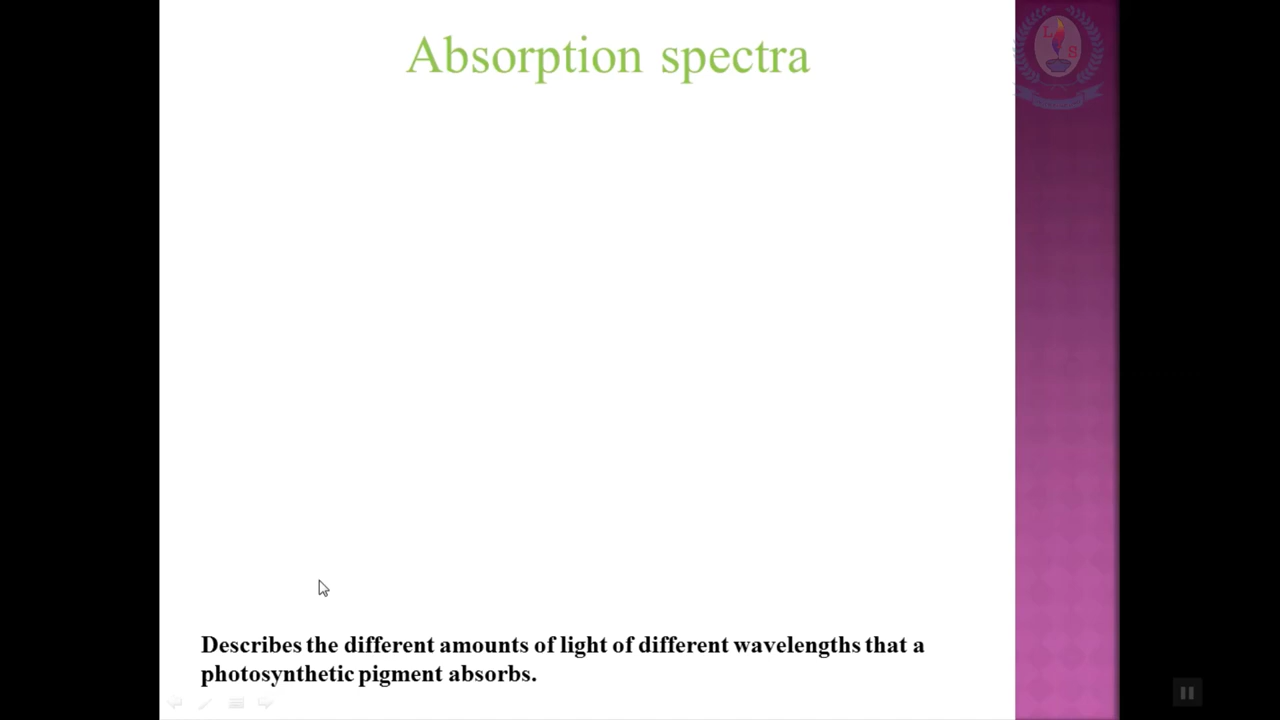 Absorption spectra
L
S
Describes the different amounts of light of different wavelengths that a
photosynthetic pigment absorbs.